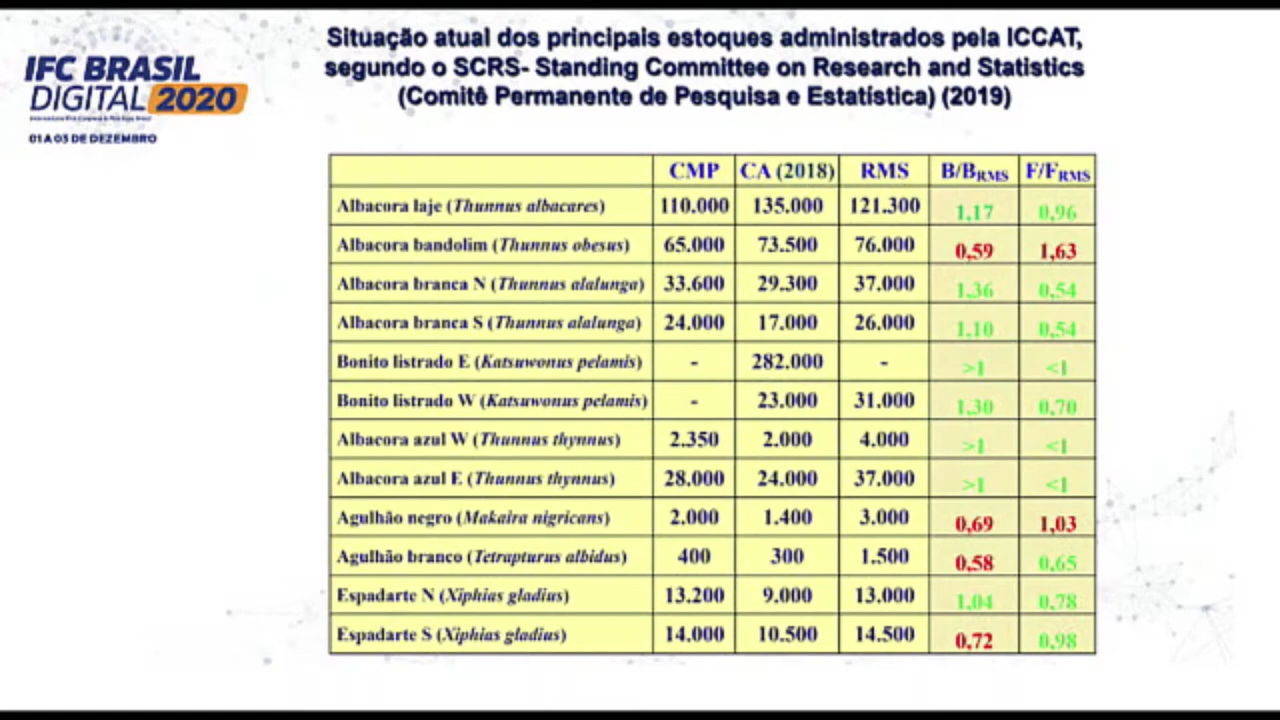 IFC BRASIL
DIGITAL 2020
01 A 03 DE DEZEMBRO
Situação atual dos principais estoques administrados pela ICCAT,
segundo o SCRS- Standing Committee on Research and Statistics
(Comitê Permanente de Pesquisa e Estatística) (2019)
CMP CA (2018) RMS B/BRMS F/FRMS
Albacora laje (Thunnus albacares) 110.000 135.000 121.300 1,17 0,96
Albacora bandolim (Thunnus obesus) 65.000 73.500 76.000 0,59 1,63
Albacora branca N (Thunnus alalunga) 33.600 29.300 37.000 1,36 0,54
Albacora branca S (Thunnus alalunga) 24.000 17.000 26.000 1,10 0,54
Bonito listrado E (Katsuwonus pelamis) - 282.000 - >1 <1
Bonito listrado W (Katsuwonus pelamis) - 23.000 31.000 1,30 0,70
Albacora azul W (Thunnus thynnus) 2.350 2.000 4.000 >1 <1
Albacora azul E (Thunnus thynnus) 28.000 24.000 37.000 >1 <1
Agulhão negro (Makaira nigricans) 2.000 1.400 3.000 0,69 1,03
Agulhão branco (Tetrapturus albidus) 400 300 1.500 0,58 0,65
Espadarte N (Xiphias gladius) 13.200 9.000 13.000 1,04 0,78
Espadarte S (Xiphias gladius) 14.000 10.500 14.500 0,72 0,98